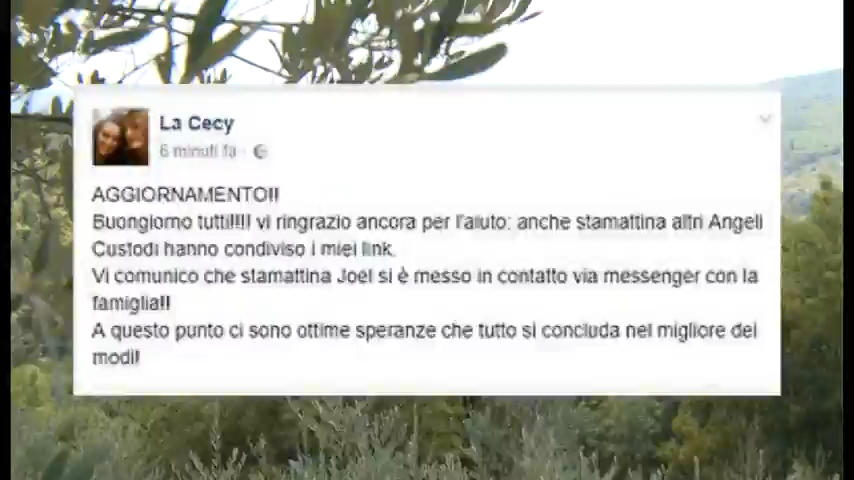 La Cecy
6 minuti fa ·
AGGIORNAMENTO!!
Buongiorno tutti!!!! vi ringrazio ancora per l'aiuto: anche stamattina altri Angeli
Custodi hanno condiviso i miei link.
Vi comunico che stamattina Joel si è messo in contatto via messenger con la
famiglia!!
A questo punto ci sono ottime speranze che tutto si concluda nel migliore dei
modi!